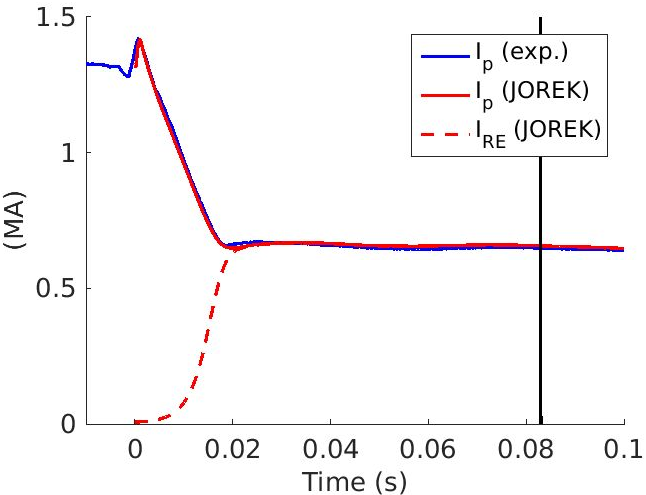 1.5
1
0.5
0
(MA)
I_p (exp.)
I_p (JOREK)
I_RE (JOREK)
0 0.02 0.04 0.06 0.08 0.1
Time (s)